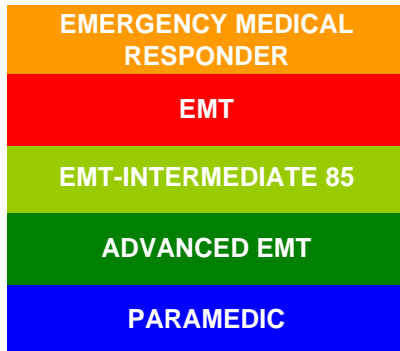 EMERGENCY MEDICAL
RESPONDER
EMT
EMT-INTERMEDIATE 85
ADVANCED EMT
PARAMEDIC